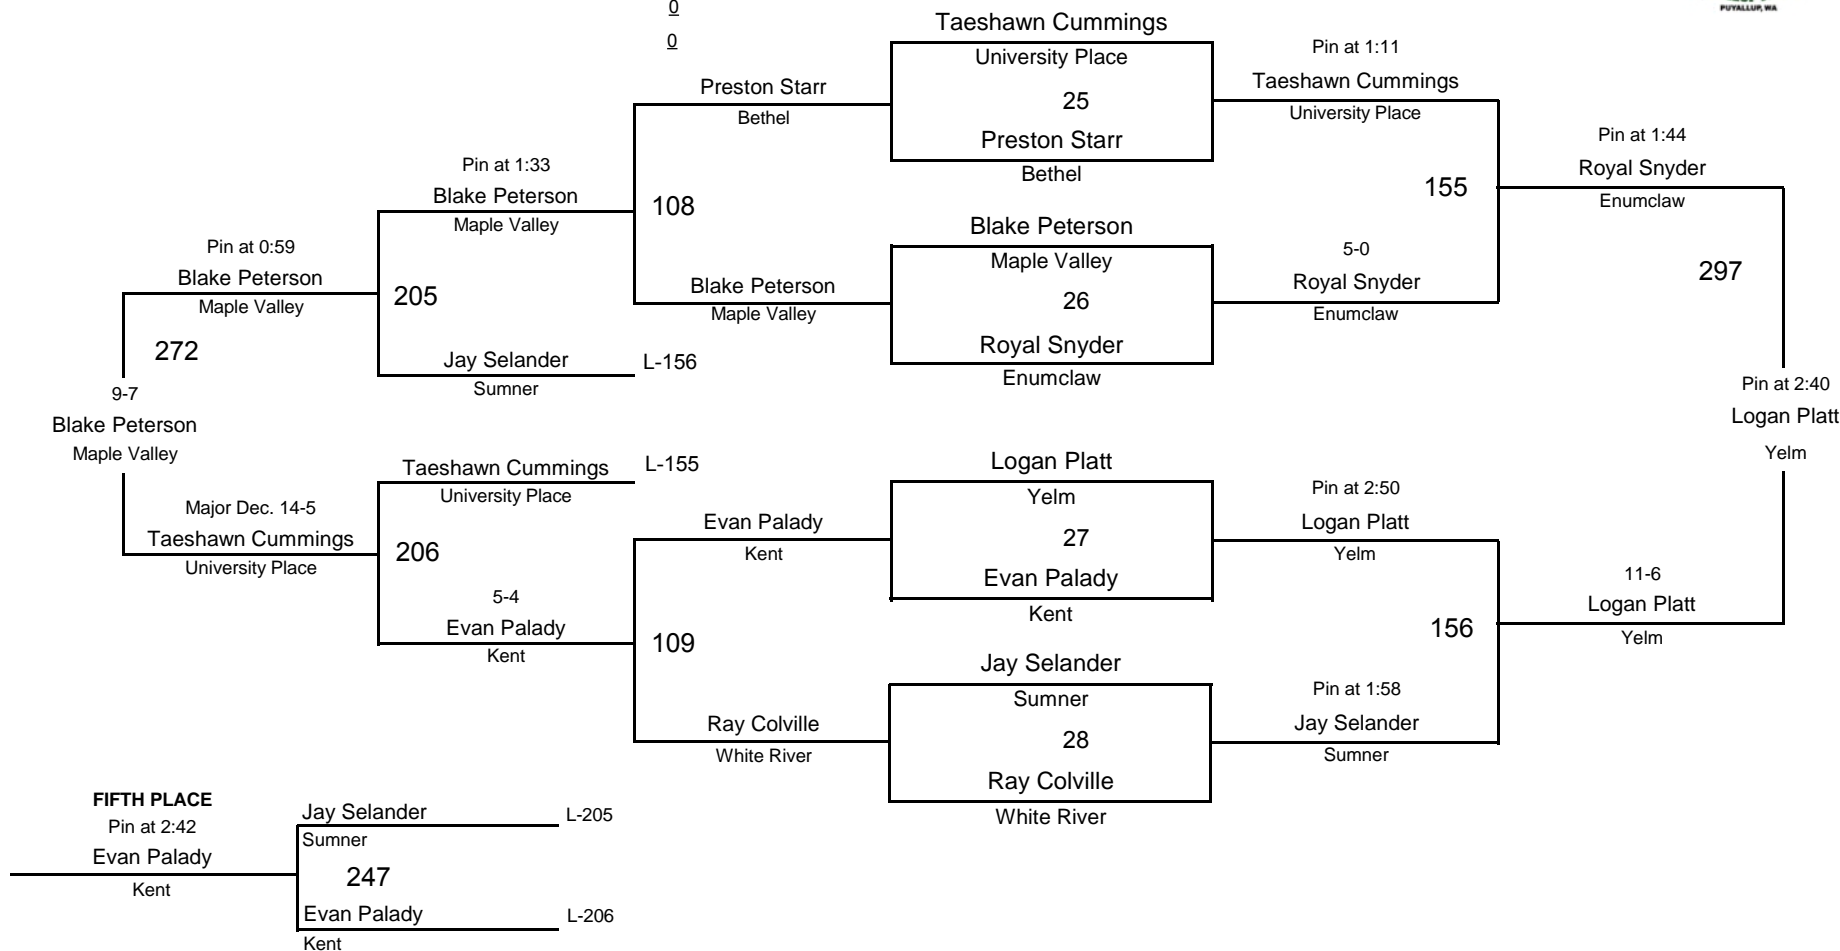 0
PUYALLUP, WA
0
Taeshawn Cummings
University Place
25
Preston Starr
Bethel
Blake Peterson
Maple Valley
26
Royal Snyder
Enumclaw
Logan Platt
Yelm
27
Evan Palady
Kent
Jay Selander
Sumner
28
Ray Colville
White River
Pin at 1:11
Taeshawn Cummings
University Place
155
5-0
Royal Snyder
Enumclaw
Pin at 2:50
Logan Platt
Yelm
156
Pin at 1:58
Jay Selander
Sumner
Pin at 1:44
Royal Snyder
Enumclaw
297
11-6
Logan Platt
Yelm
Pin at 2:40
Logan Platt
Yelm
Preston Starr
Bethel
108
Blake Peterson
Maple Valley
Evan Palady
Kent
109
Ray Colville
White River
Pin at 1:33
Blake Peterson
Maple Valley
205
Jay Selander
L-156
Sumner
Taeshawn Cummings
L-155
University Place
206
5-4
Evan Palady
Kent
Pin at 0:59
Blake Peterson
Maple Valley
272
Major Dec. 14-5
Taeshawn Cummings
University Place
9-7
Blake Peterson
Maple Valley
FIFTH PLACE
Pin at 2:42
Evan Palady
Kent
Jay Selander
L-205
Sumner
247
Evan Palady
L-206
Kent